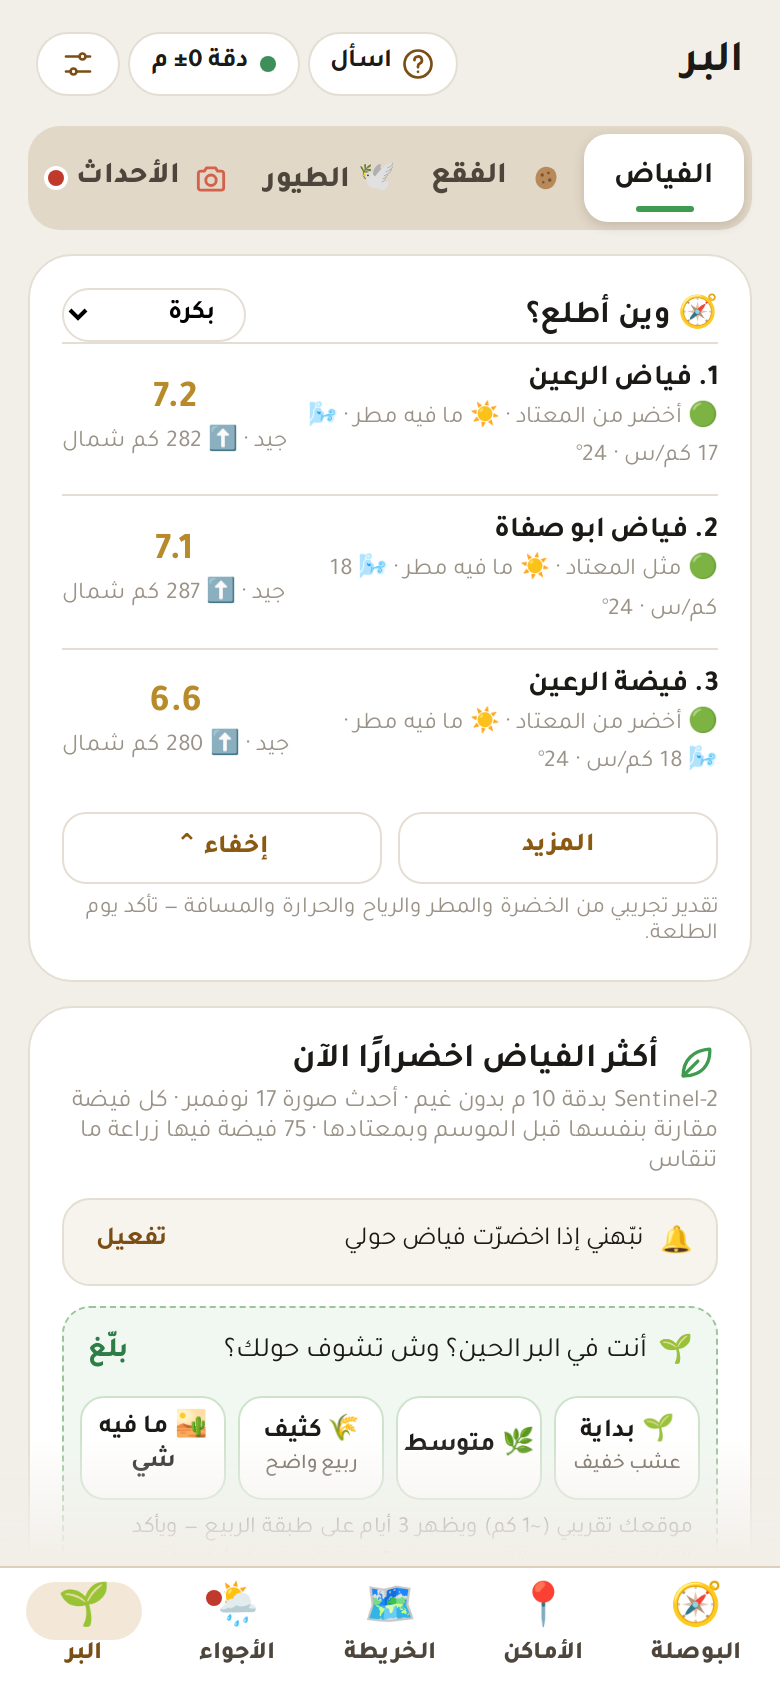 البر
اسأل
دقة ±0 م
الفياض
الفقع
الطيور
الأحداث
وين أطلع؟
بكرة
1. فياض الرعين
أخضر من المعتاد · ما فيه مطر ·
17 كم/س · 24°
7.2
جيد · 282 كم شمال
2. فياض ابو صفاة
مثل المعتاد · ما فيه مطر · 18
كم/س · 24°
7.1
جيد · 287 كم شمال
3. فيضة الرعين
أخضر من المعتاد · ما فيه مطر ·
18 كم/س · 24°
6.6
جيد · 280 كم شمال
المزيد
إخفاء ⌃
تقدير تجريبي من الخضرة والمطر والرياح والحرارة والمسافة – تأكد يوم
الطلعة.
أكثر الفياض اخضرارًا الآن
Sentinel-2 بدقة 10 م بدون غيم · أحدث صورة 17 نوفمبر · كل فيضة
مقارنة بنفسها قبل الموسم وبمعتادها · 75 فيضة فيها زراعة ما
تنقاس
نبّهني إذا اخضرّت فياض حولي
تفعيل
أنت في البر الحين؟ وش تشوف حولك؟
بلّغ
بداية
عشب خفيف
متوسط
كثيف
ربيع واضح
ما فيه
شي
موقعك تقريبي (~1 كم) ويظهر 3 أيام على طبقة الربيع – ويأكد
البوصلة
الأماكن
الخريطة
الأجواء
البر